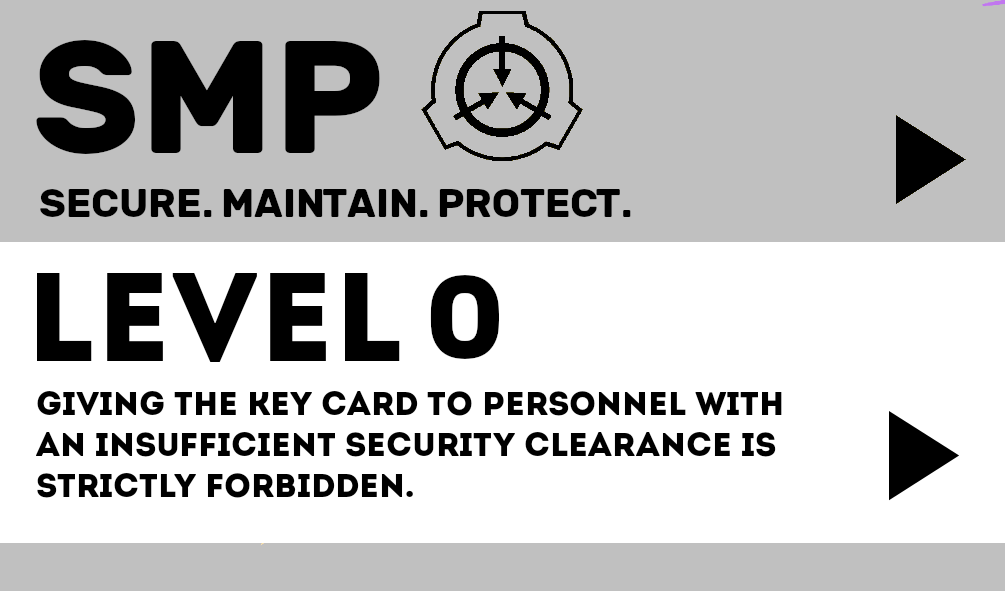 SMP
SECURE. MAINTAIN. PROTECT.
LEVEL 0
GIVING THE KEY CARD TO PERSONNEL WITH
AN INSUFFICIENT SECURITY CLEARANCE IS
STRICTLY FORBIDDEN.